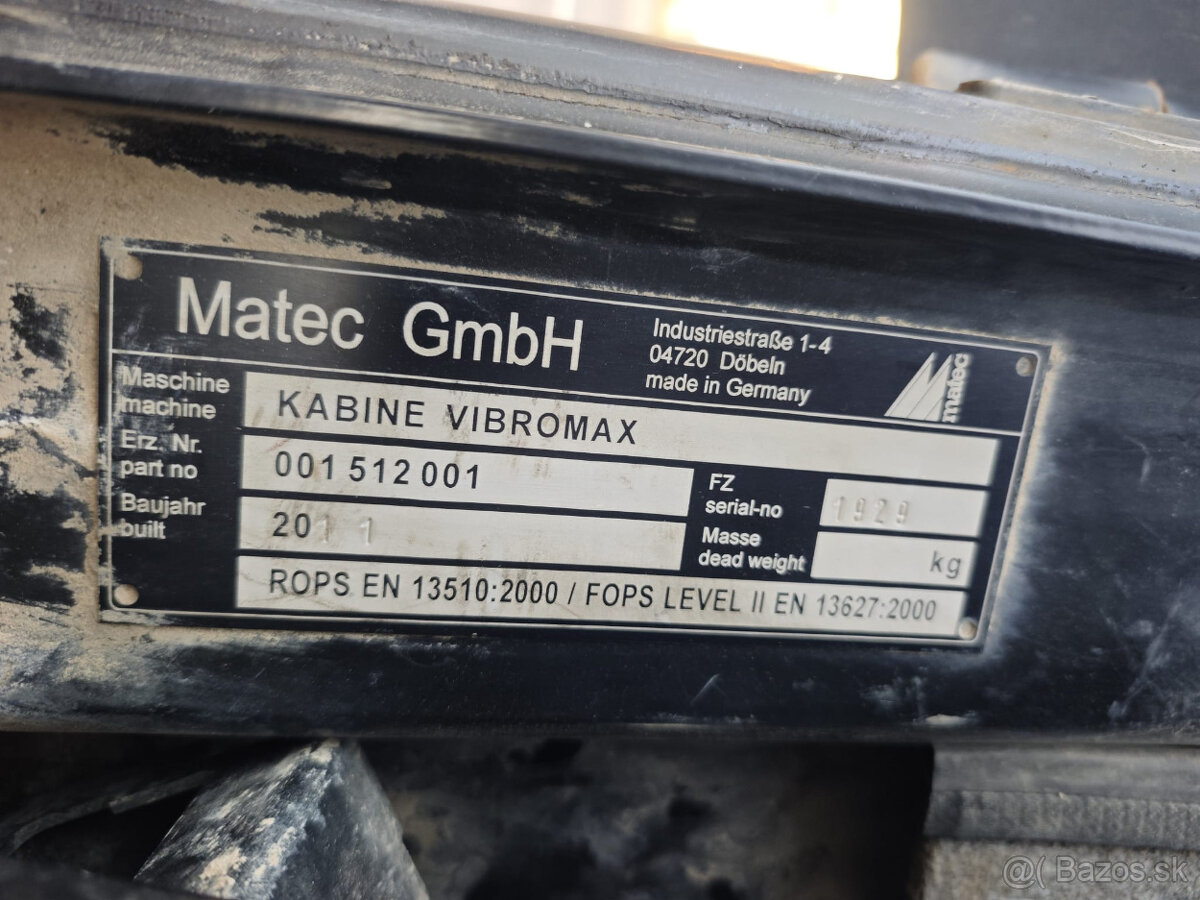 Matec GmbH
Industriestraße 1-4
04720 Döbeln
made in Germany
matec
Maschine
machine
KABINE VIBROMAX
Erz. Nr.
part no
001 512 001
FZ
serial-no
1929
Baujahr
built
2011
Masse
dead weight
kg
ROPS EN 13510:2000 / FOPS LEVEL II EN 13627:2000
@( Bazos.sk